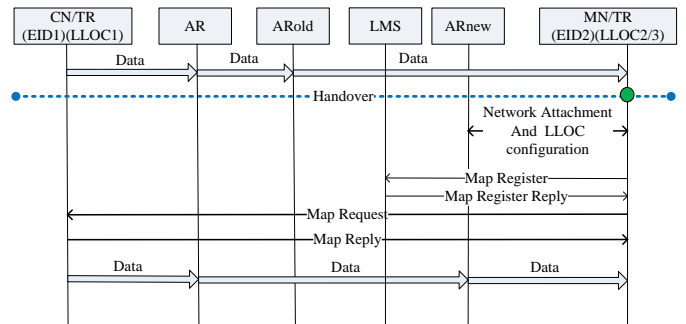 CN/TR
(EID1)(LLOC1)
AR
ARold
LMS
ARnew
MN/TR
(EID2)(LLOC2/3)
Data
Data
Data
Handover
Network Attachment
And LLOC
configuration
Map Register
Map Register Reply
Map Request
Map Reply
Data
Data
Data